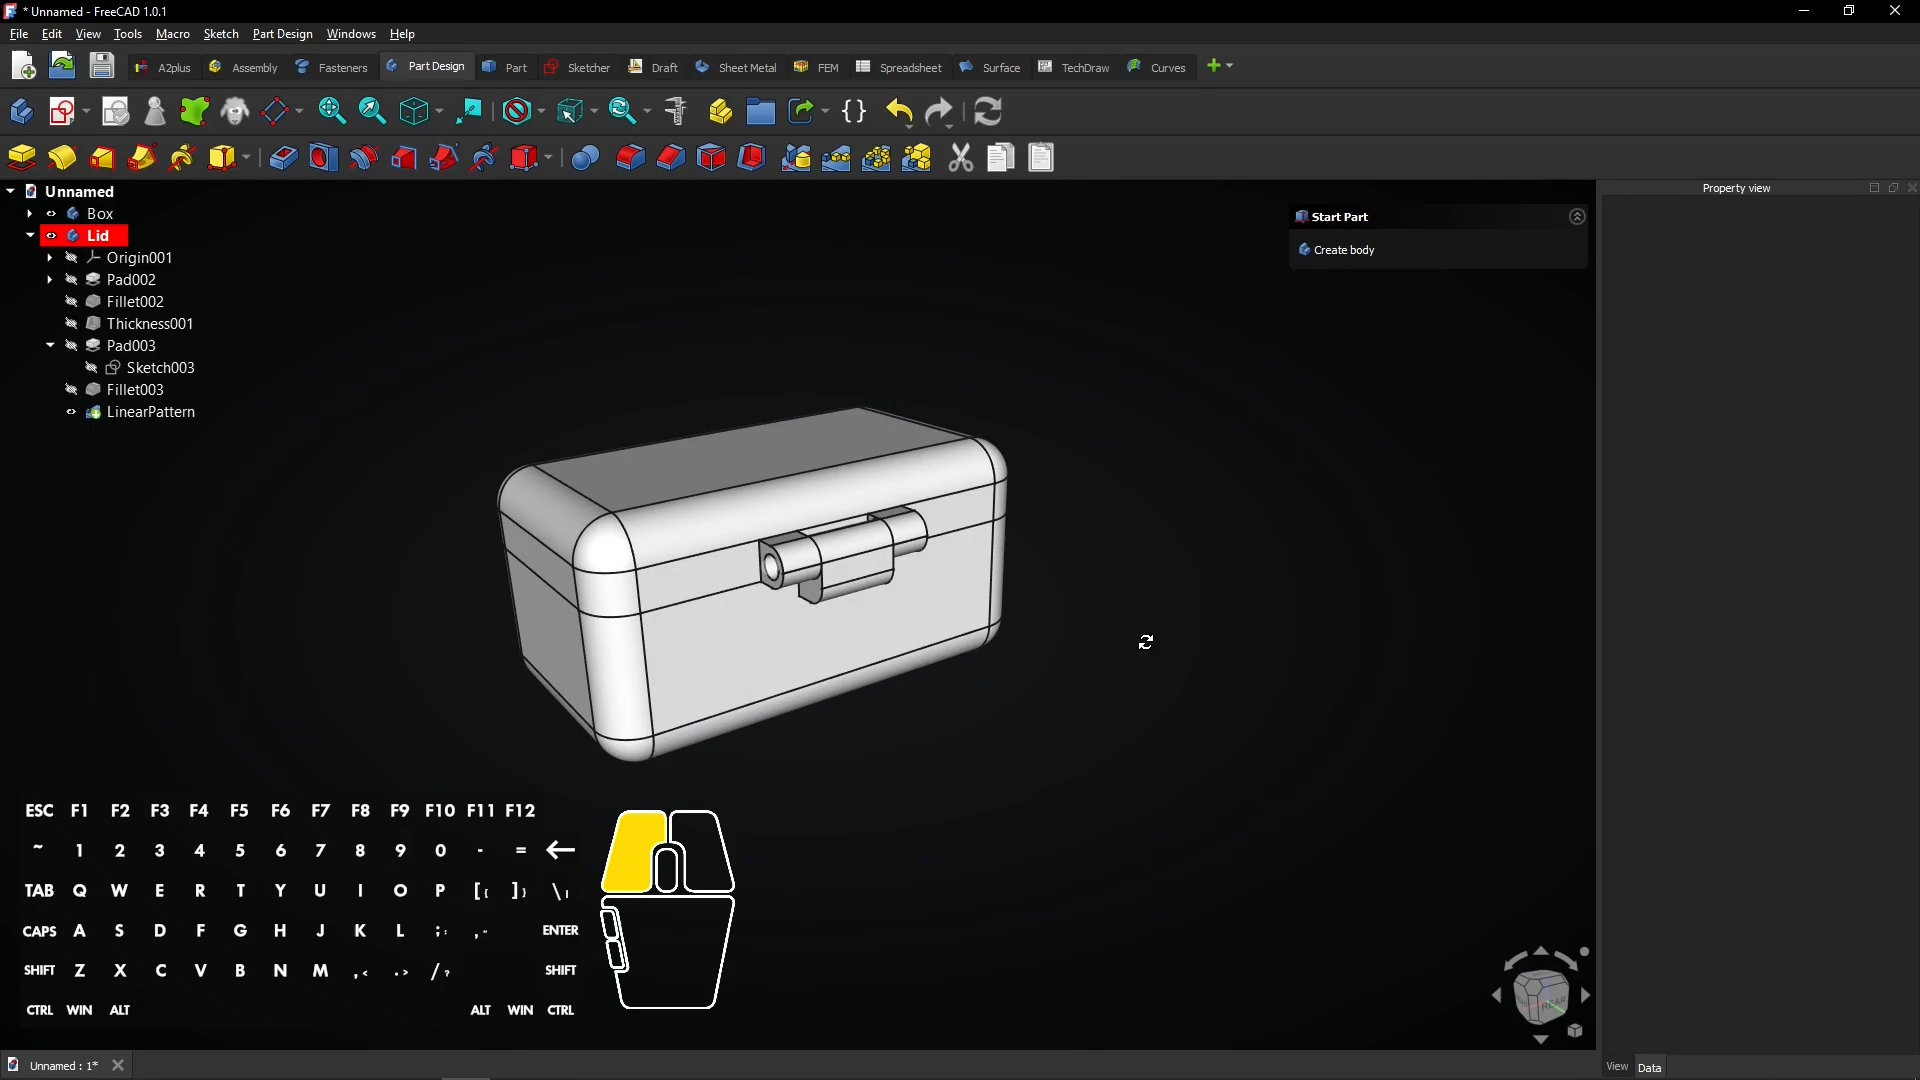 * Unnamed - FreeCAD 1.0.1
File Edit View Tools Macro Sketch Part Design Windows Help
A2plus Assembly Fasteners Part Design Part Sketcher Draft Sheet Metal FEM Spreadsheet Surface TechDraw Curves
Unnamed
Box
Lid
Origin001
Pad002
Fillet002
Thickness001
Pad003
Sketch003
Fillet003
LinearPattern
Start Part
Create body
Property view
ESC F1 F2 F3 F4 F5 F6 F7 F8 F9 F10 F11 F12
~ 1 2 3 4 5 6 7 8 9 0 - =
TAB Q W E R T Y U I O P [{ ]} \|
CAPS A S D F G H J K L ;: ," ENTER
SHIFT Z X C V B N M ,< .> /? SHIFT
CTRL WIN ALT ALT WIN CTRL
REAR
Unnamed : 1*
View Data